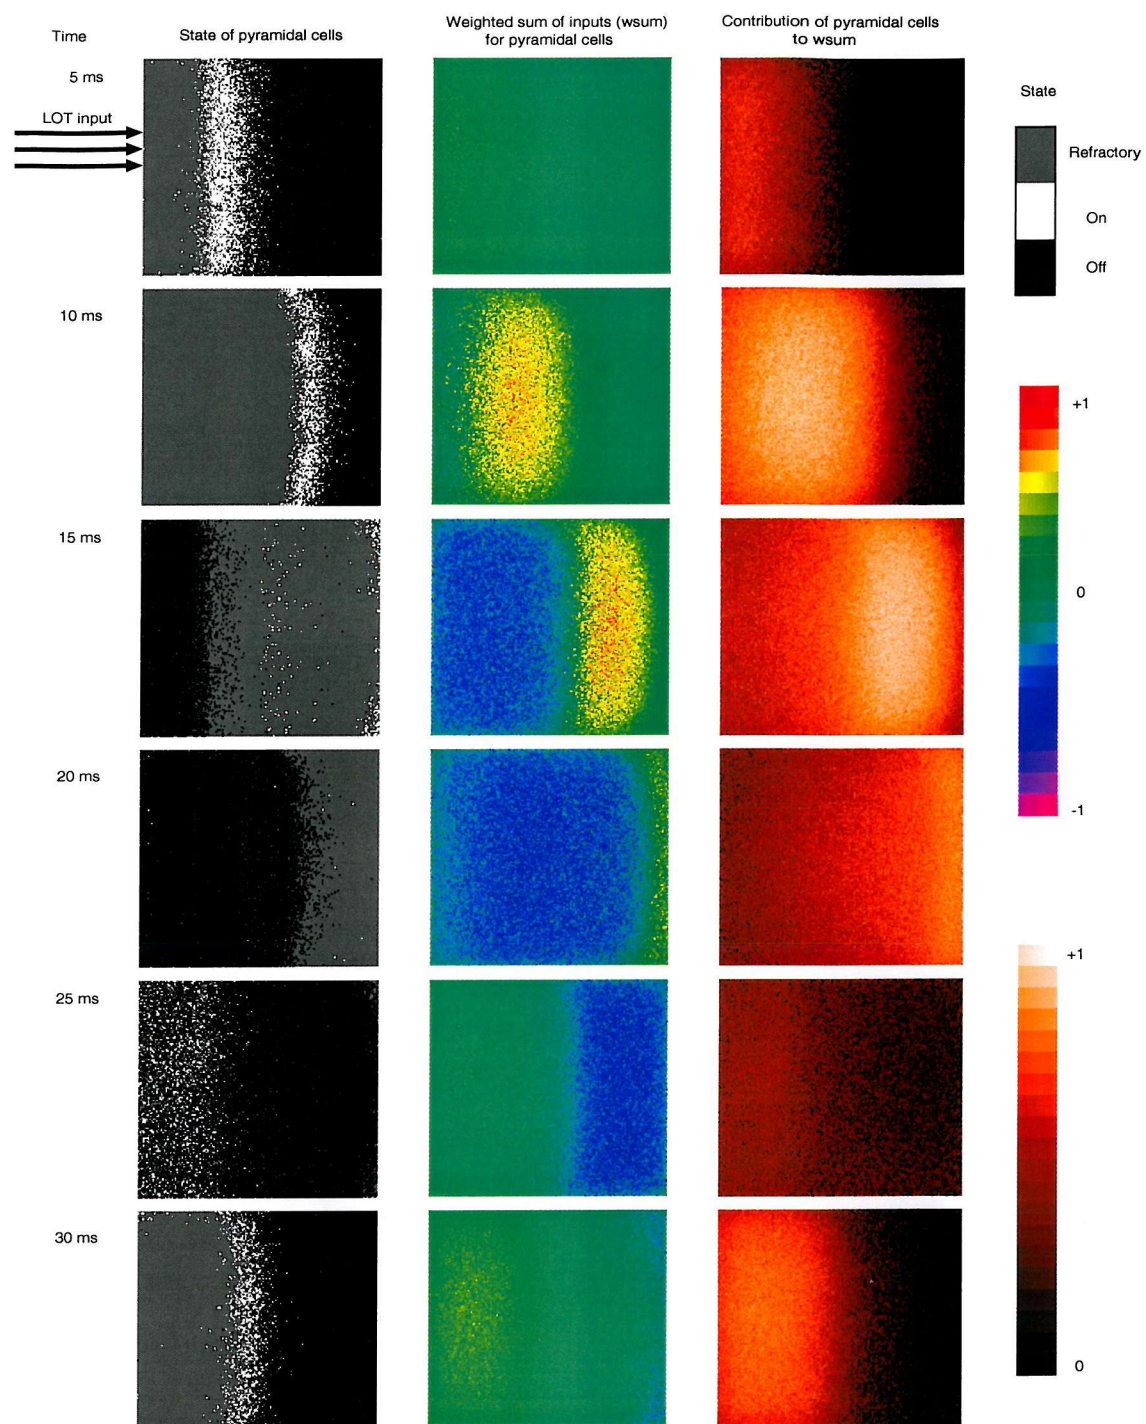 Time
State of pyramidal cells
Weighted sum of inputs (wsum)
for pyramidal cells
Contribution of pyramidal cells
to wsum
5 ms
LOT input
State
Refractory
On
Off
10 ms
+1
15 ms
0
20 ms
-1
+1
25 ms
30 ms
0